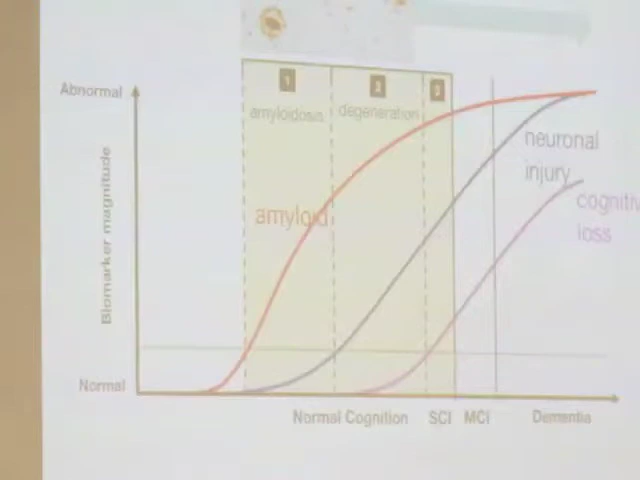 1
2
3
Abnormal
amyloidosis
degeneration
neuronal
injury
cognitiv
loss
amyloid
Biomarker magnitude
Normal
Normal Cognition
SCI
MCI
Dementia